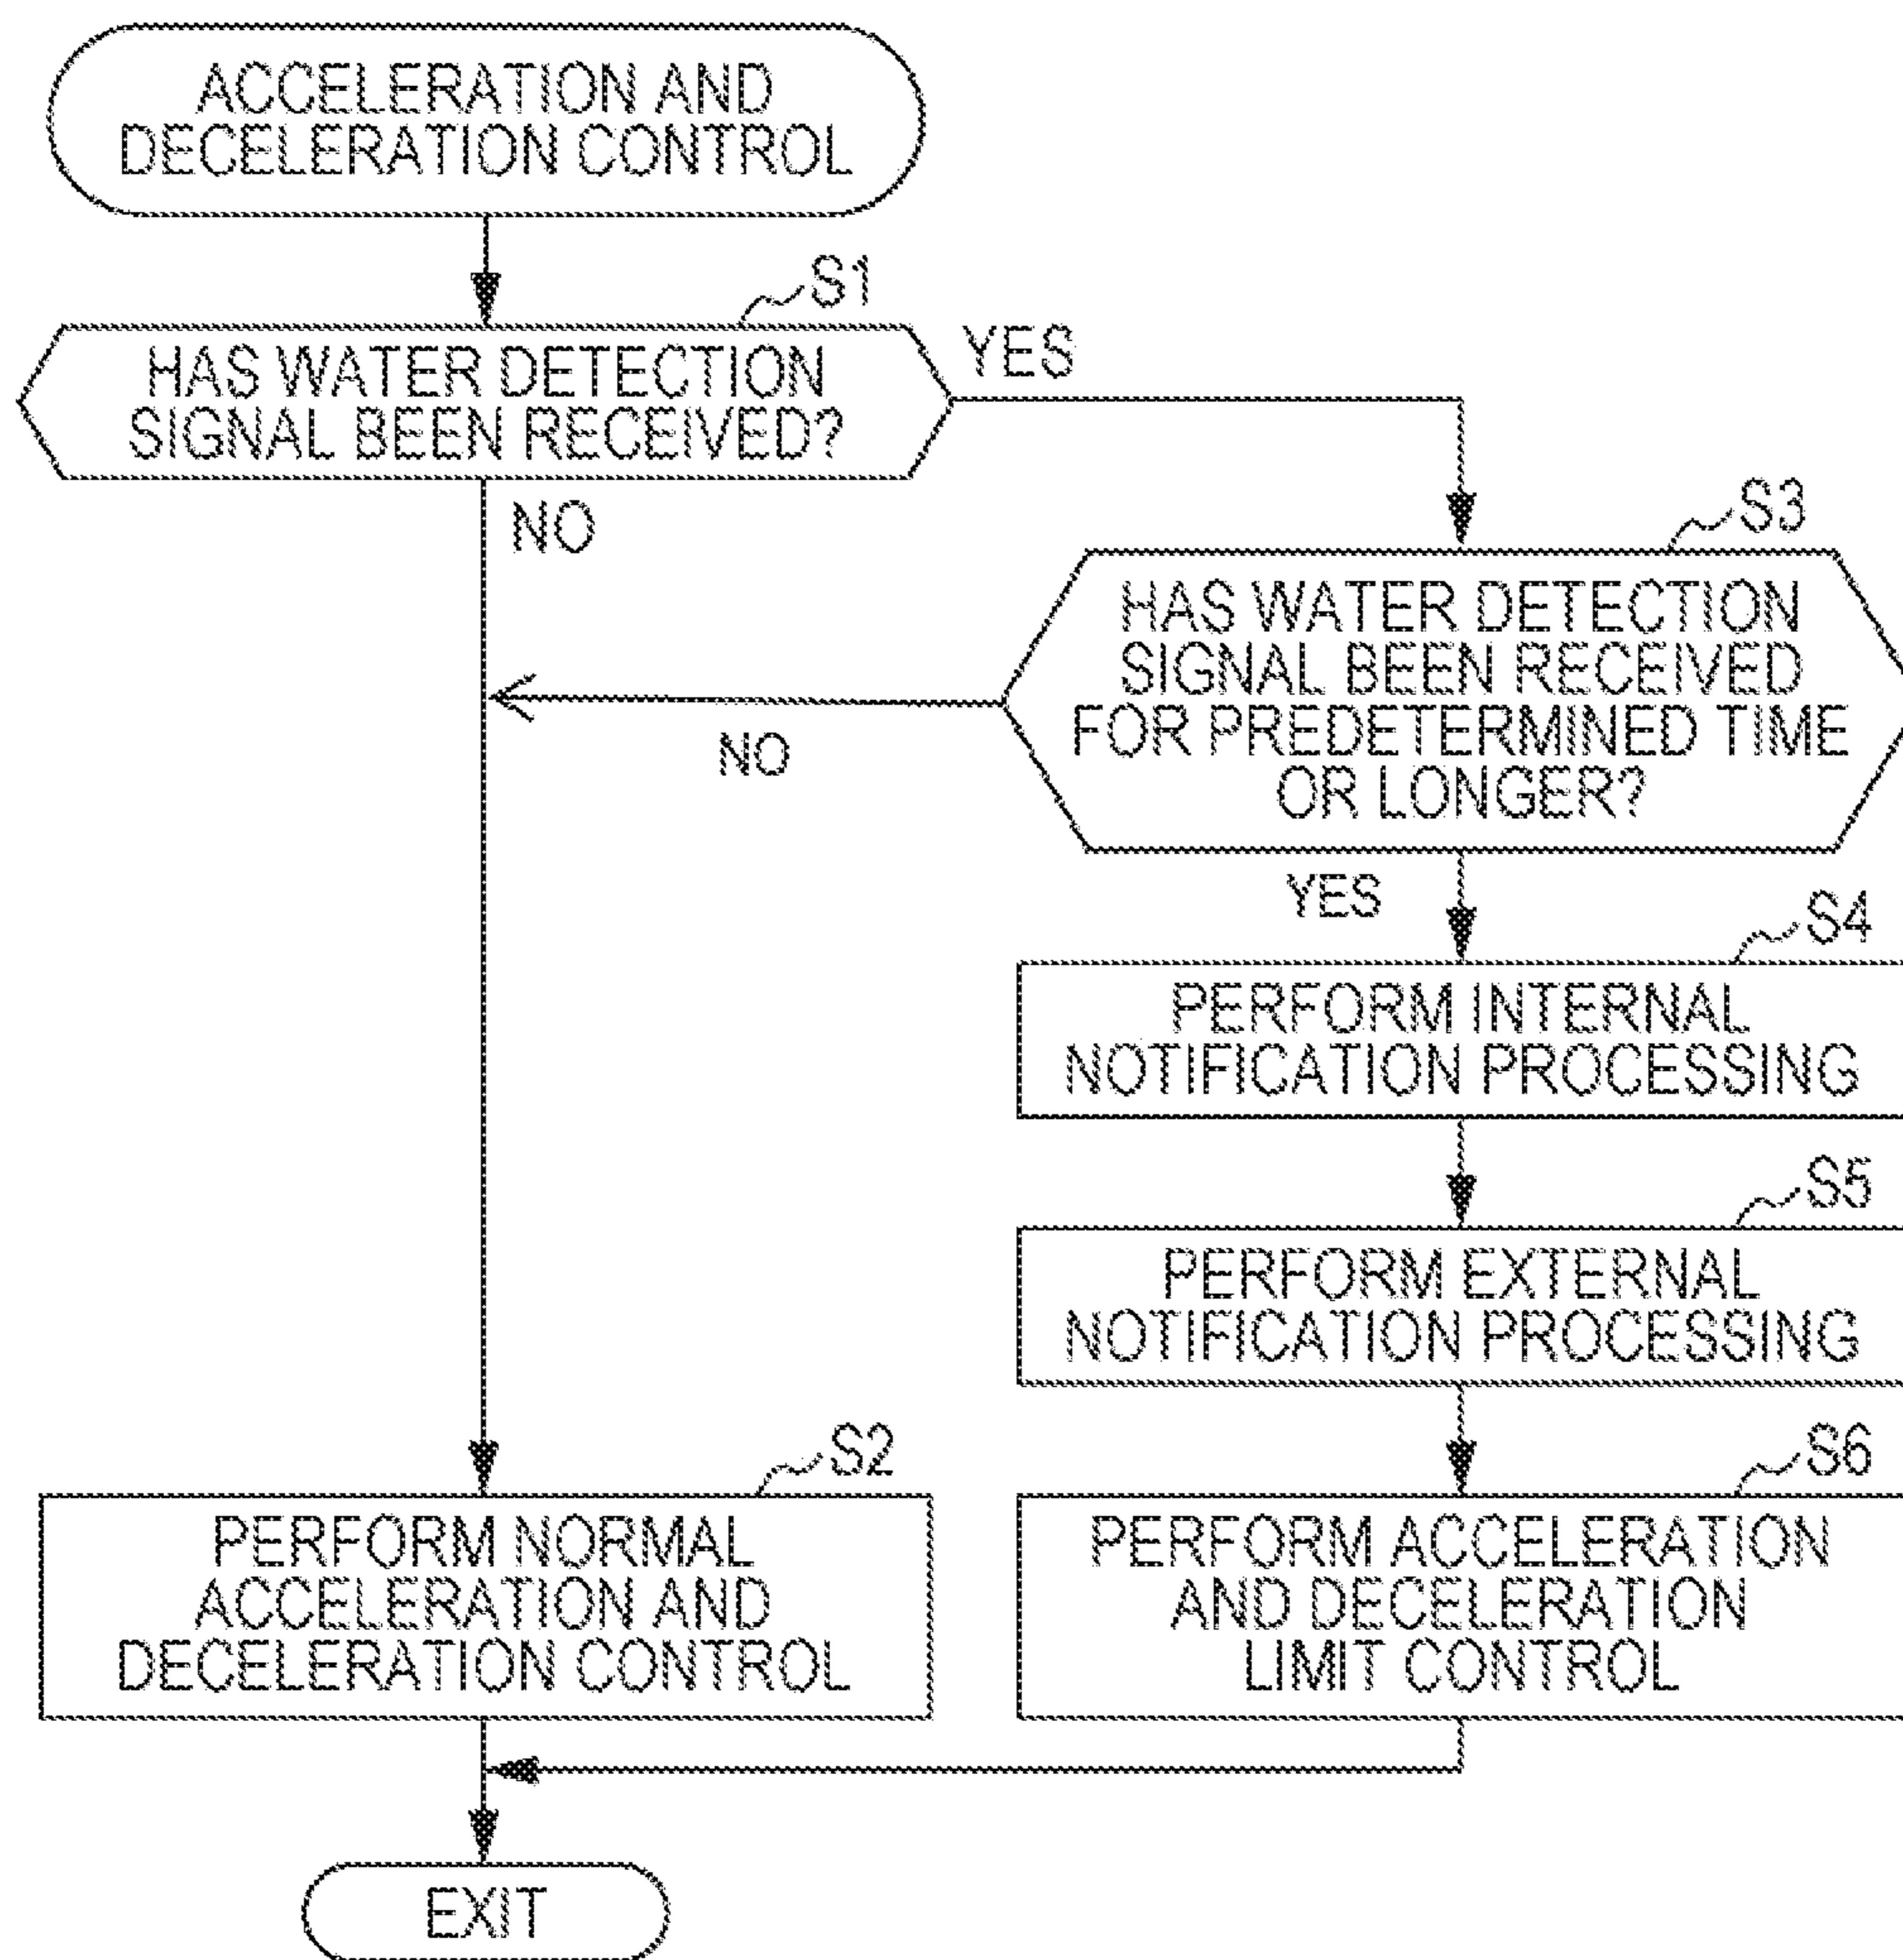 ACCELERATION AND
DECELERATION CONTROL
S1
HAS WATER DETECTION
SIGNAL BEEN RECEIVED?
YES
NO
S3
HAS WATER DETECTION
SIGNAL BEEN RECEIVED
FOR PREDETERMINED TIME
OR LONGER?
NO
YES
S4
PERFORM INTERNAL
NOTIFICATION PROCESSING
S5
PERFORM EXTERNAL
NOTIFICATION PROCESSING
S2
PERFORM NORMAL
ACCELERATION AND
DECELERATION CONTROL
S6
PERFORM ACCELERATION
AND DECELERATION
LIMIT CONTROL
EXIT